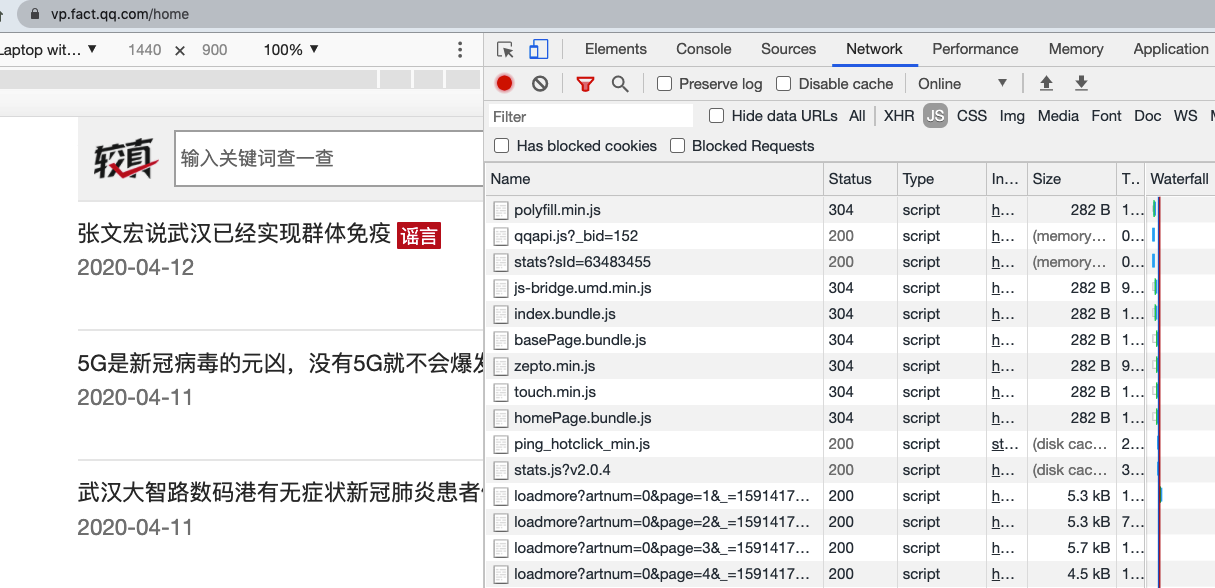 vp.fact.qq.com/home
Laptop wit... ▼ 1440 × 900 100% ▼
Elements Console Sources Network Performance Memory Application
Preserve log Disable cache Online ▼
Filter Hide data URLs All XHR JS CSS Img Media Font Doc WS
Has blocked cookies Blocked Requests
较真 输入关键词查一查
张文宏说武汉已经实现群体免疫 谣言
2020-04-12
5G是新冠病毒的元凶，没有5G就不会爆发
2020-04-11
武汉大智路数码港有无症状新冠肺炎患者
2020-04-11
Name Status Type In... Size T... Waterfall
polyfill.min.js 304 script h... 282 B 1...
qqapi.js?_bid=152 200 script h... (memory... 0...
stats?sId=63483455 200 script h... (memory... 0...
js-bridge.umd.min.js 304 script h... 282 B 9...
index.bundle.js 304 script h... 282 B 1...
basePage.bundle.js 304 script h... 282 B 1...
zepto.min.js 304 script h... 282 B 9...
touch.min.js 304 script h... 282 B 1...
homePage.bundle.js 304 script h... 282 B 1...
ping_hotclick_min.js 200 script st... (disk cac... 2...
stats.js?v2.0.4 200 script h... (disk cac... 3...
loadmore?artnum=0&page=1&_=1591417... 200 script h... 5.3 kB 1...
loadmore?artnum=0&page=2&_=1591417... 200 script h... 5.3 kB 7...
loadmore?artnum=0&page=3&_=1591417... 200 script h... 5.7 kB 1...
loadmore?artnum=0&page=4&_=1591417... 200 script h... 4.5 kB 1...